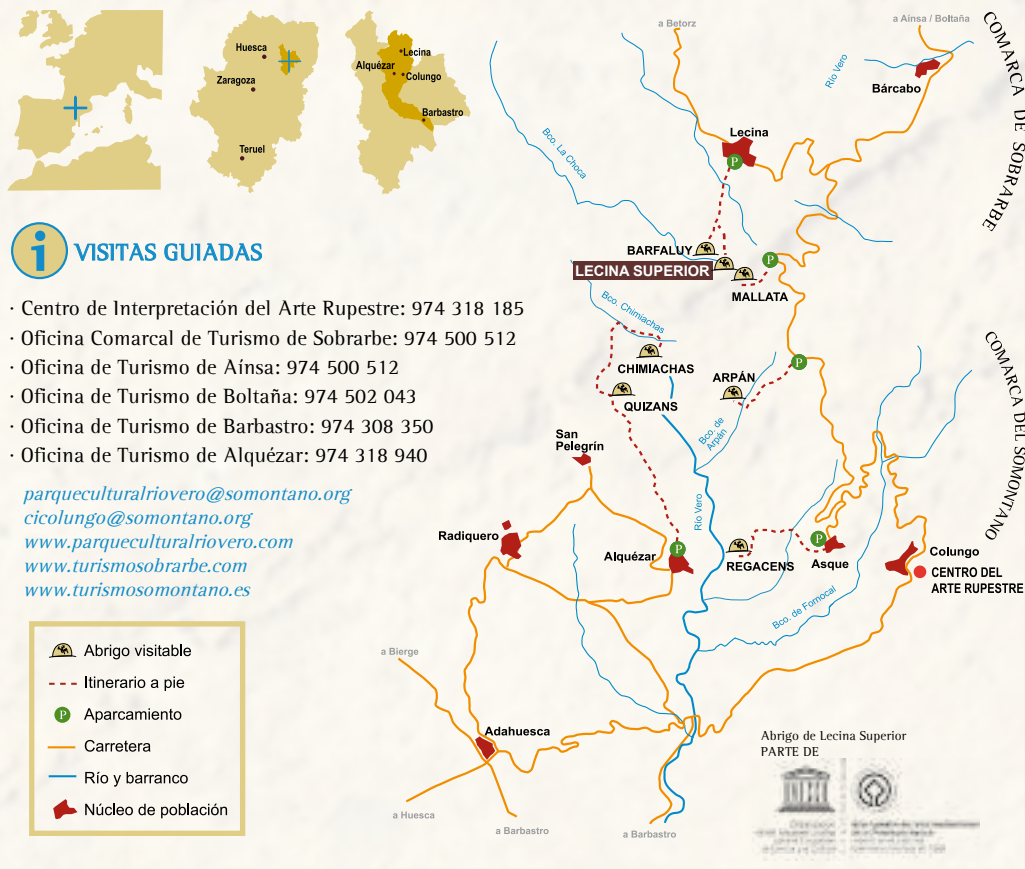 Huesca
Zaragoza
Teruel
Lecina
Alquézar
Colungo
Barbastro
a Betorz
a Ainsa / Boltaña
Río Vero
Bárcabo
COMARCA DE SOBRARBE
Lecina
Bco. La Choca
BARFALUY
LECINA SUPERIOR
MALLATA
Bco. Chimiachas
CHIMIACHAS
QUIZANS
ARPÁN
Bco. de
Arpán
COMARCA DEL SOMONTANO
San
Pelegrín
Río Vero
Radiquero
Alquézar
REGACENS
Asque
Colungo
CENTRO DEL
ARTE RUPESTRE
Bco. de Fornocal
a Bierge
Adahuesca
a Huesca
a Barbastro
a Barbastro
P
P
P
P
P
i VISITAS GUIADAS
· Centro de Interpretación del Arte Rupestre: 974 318 185
· Oficina Comarcal de Turismo de Sobrarbe: 974 500 512
· Oficina de Turismo de Aínsa: 974 500 512
· Oficina de Turismo de Boltaña: 974 502 043
· Oficina de Turismo de Barbastro: 974 308 350
· Oficina de Turismo de Alquézar: 974 318 940
parqueculturalriovero@somontano.org
cicolungo@somontano.org
www.parqueculturalriovero.com
www.turismosobrarbe.com
www.turismosomontano.es
Abrigo visitable
Itinerario a pie
P Aparcamiento
Carretera
Río y barranco
Núcleo de población
Abrigo de Lecina Superior
PARTE DE